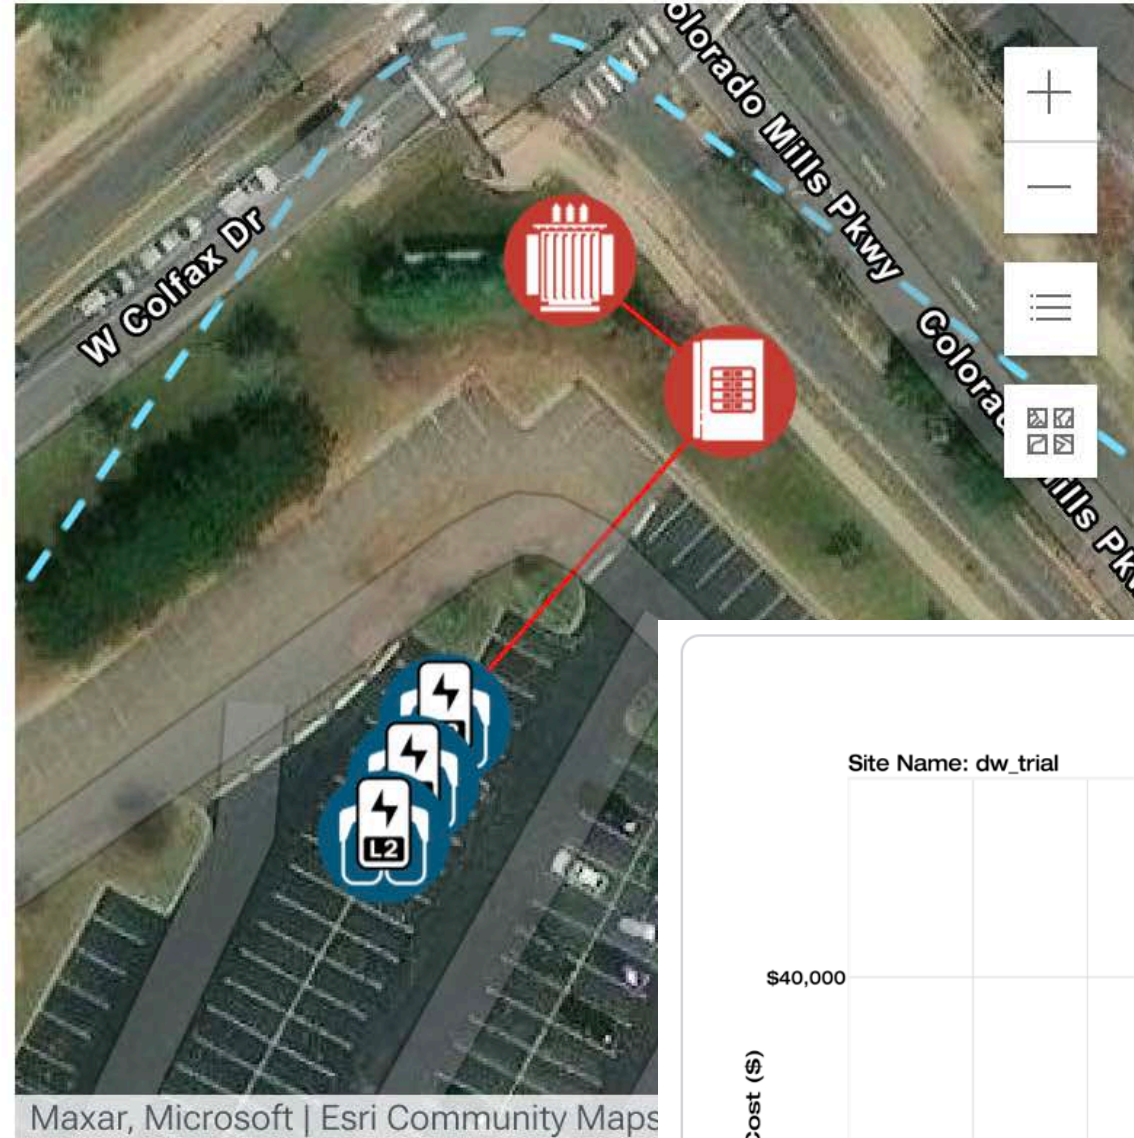 olorado Mills Pkwy
W Colfax Dr
Colora
ills Pk
L2
Site Name: dw_trial
$40,000
Cost ($)
Maxar, Microsoft | Esri Community Maps